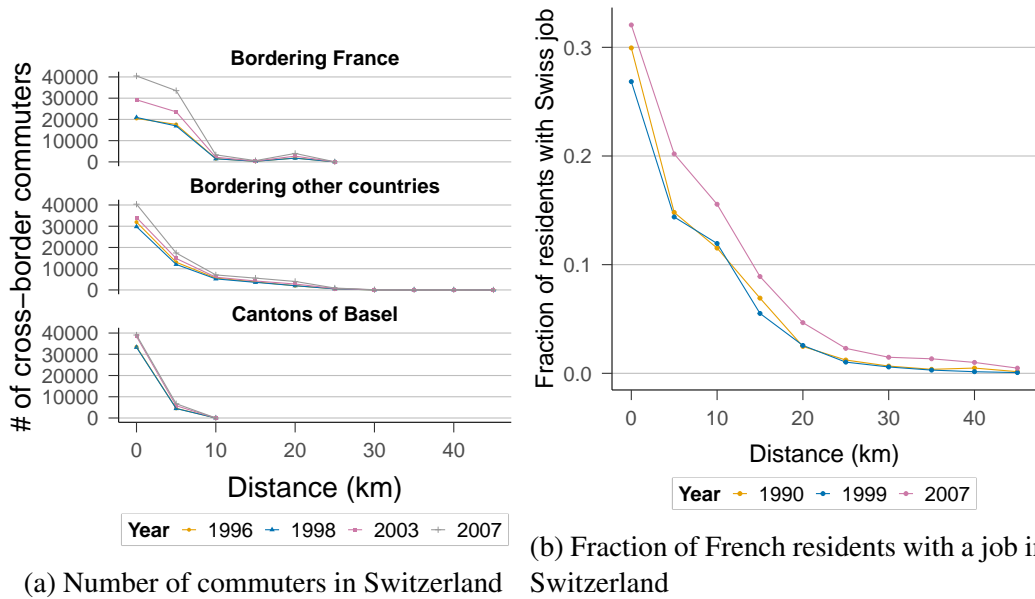 # of cross−border commuters
Bordering France
40000
30000
20000
10000
0
Bordering other countries
40000
30000
20000
10000
0
Cantons of Basel
40000
30000
20000
10000
0
0 10 20 30 40
Distance (km)
Year 1996 1998 2003 2007
(a) Number of commuters in Switzerland
Fraction of residents with Swiss job
0.3
0.2
0.1
0.0
0 10 20 30 40
Distance (km)
Year 1990 1999 2007
(b) Fraction of French residents with a job i
Switzerland